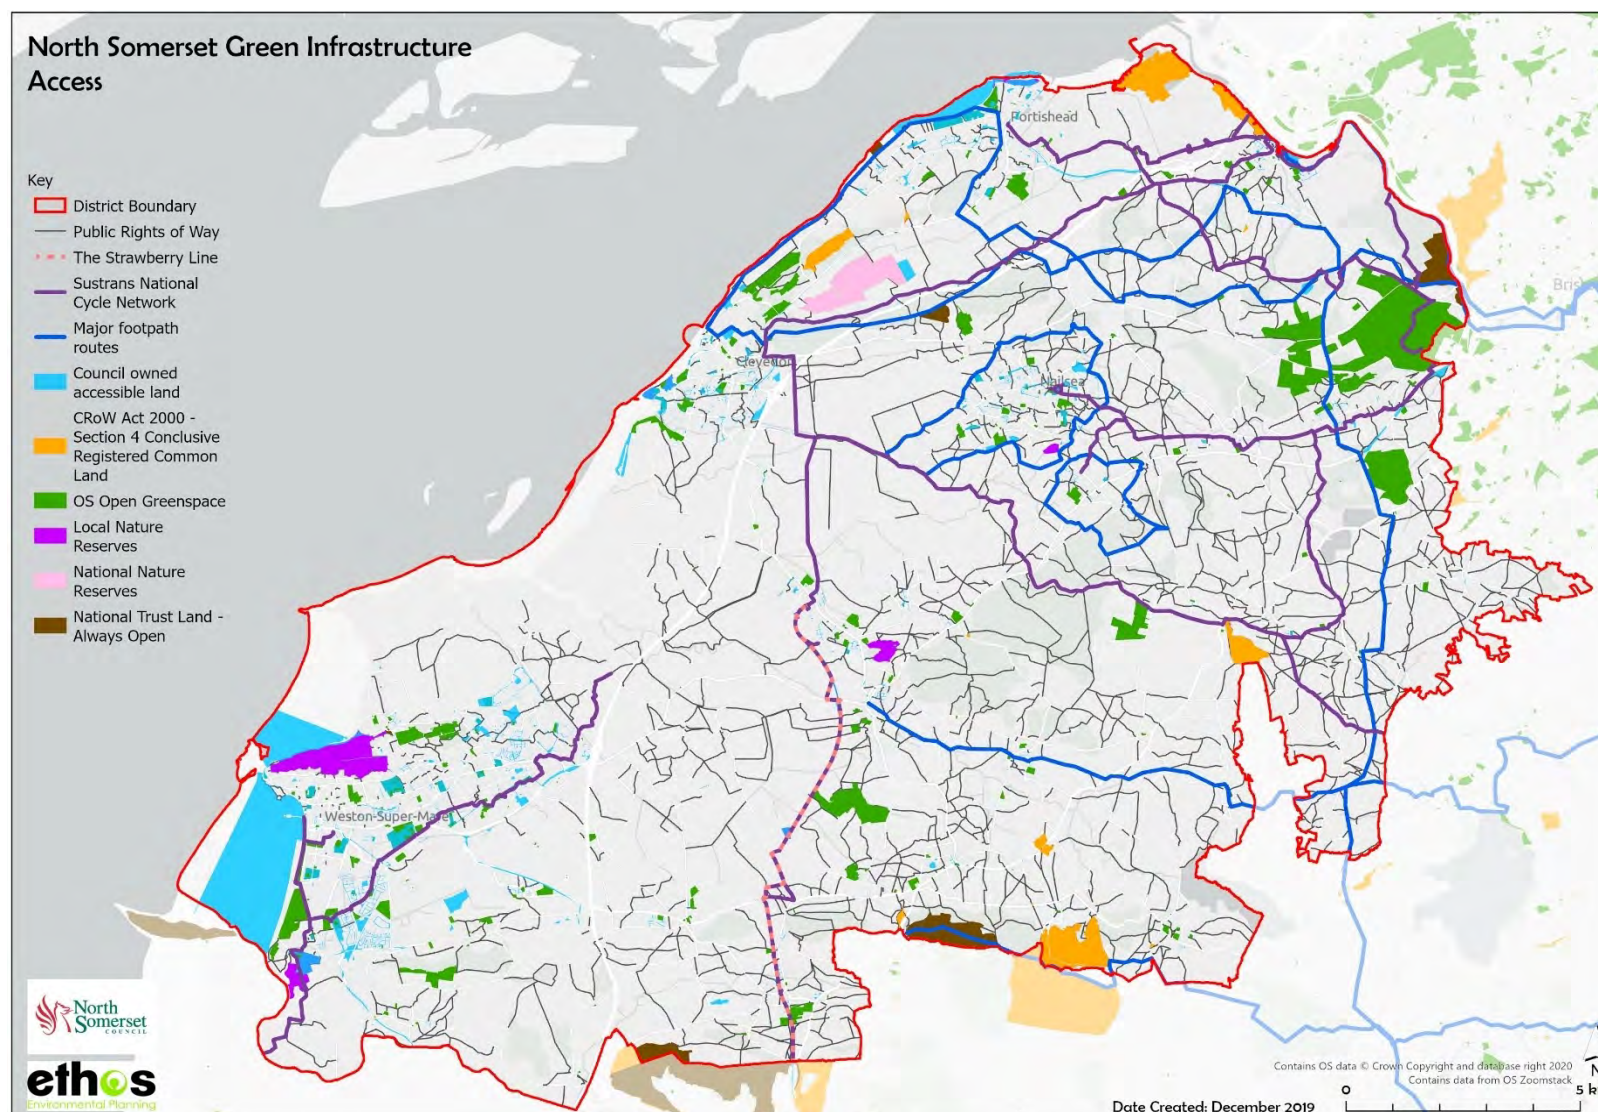 North Somerset Green Infrastructure
Access
Key
District Boundary
Public Rights of Way
The Strawberry Line
Sustrans National
Cycle Network
Major footpath
routes
Council owned
accessible land
CRoW Act 2000 -
Section 4 Conclusive
Registered Common
Land
OS Open Greenspace
Local Nature
Reserves
National Nature
Reserves
National Trust Land -
Always Open
Portishead
Bris
Clevedon
Nailsea
Weston-Super-Mare
North
Somerset
COUNCIL
ethos
Environmental Planning
Contains OS data © Crown Copyright and database right 2020
Contains data from OS Zoomstack
N
0
5 k
Date Created: December 2019